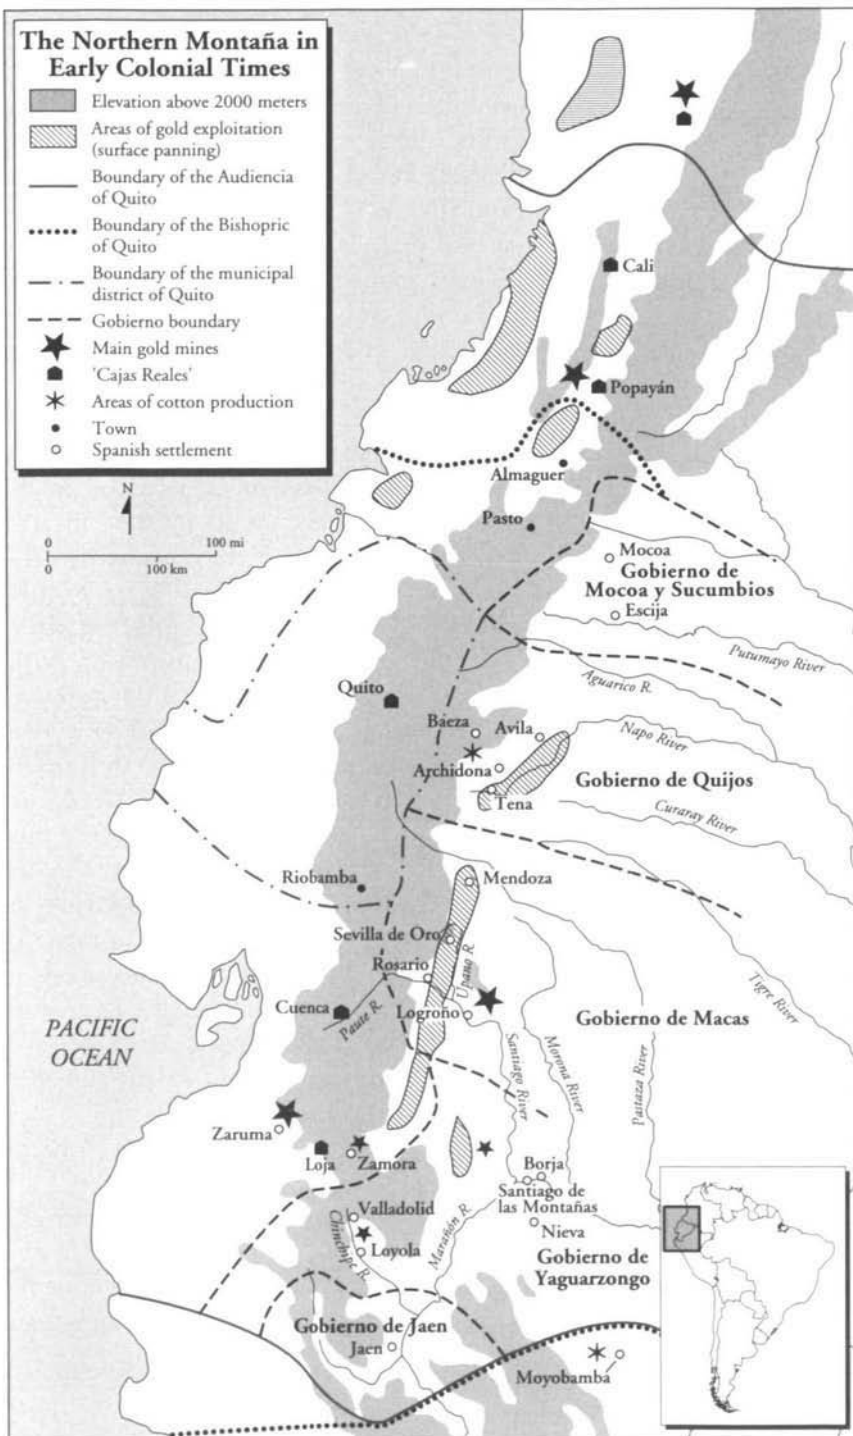 The Northern Montaña in
Early Colonial Times
Elevation above 2000 meters
Areas of gold exploitation
(surface panning)
Boundary of the Audiencia
of Quito
Boundary of the Bishopric
of Quito
Boundary of the municipal
district of Quito
Gobierno boundary
Main gold mines
'Cajas Reales'
Areas of cotton production
Town
Spanish settlement
N
0 100 mi
0 100 km
Cali
Popayán
Almaguer
Pasto
Mocoa
Gobierno de
Mocoa y Sucumbios
Escija
Putumayo River
Aguarico R.
Quito
Baeza
Avila
Napo River
Archidona
Gobierno de Quijos
Tena
Curaray River
Riobamba
Mendoza
Sevilla de Oro
Upano R.
Rosario
Tigre River
Cuenca
Paute R.
Logroño
Gobierno de Macas
PACIFIC
OCEAN
Santiago River
Morona River
Pastaza River
Zaruma
Loja
Zamora
Borja
Santiago de
las Montañas
Valladolid
Nieva
Chinchipe R.
Loyola
Marañón R.
Gobierno de
Yaguarzongo
Gobierno de Jaen
Jaen
Moyobamba